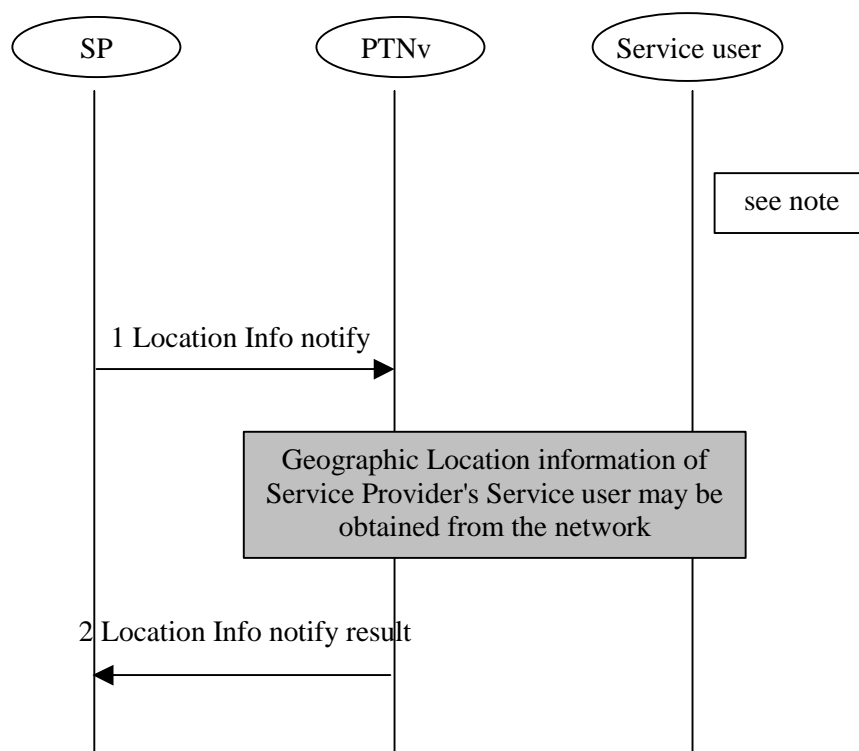 SP
PTNv
Service user
see note
1 Location Info notify
Geographic Location information of
Service Provider's Service user may be
obtained from the network
2 Location Info notify result